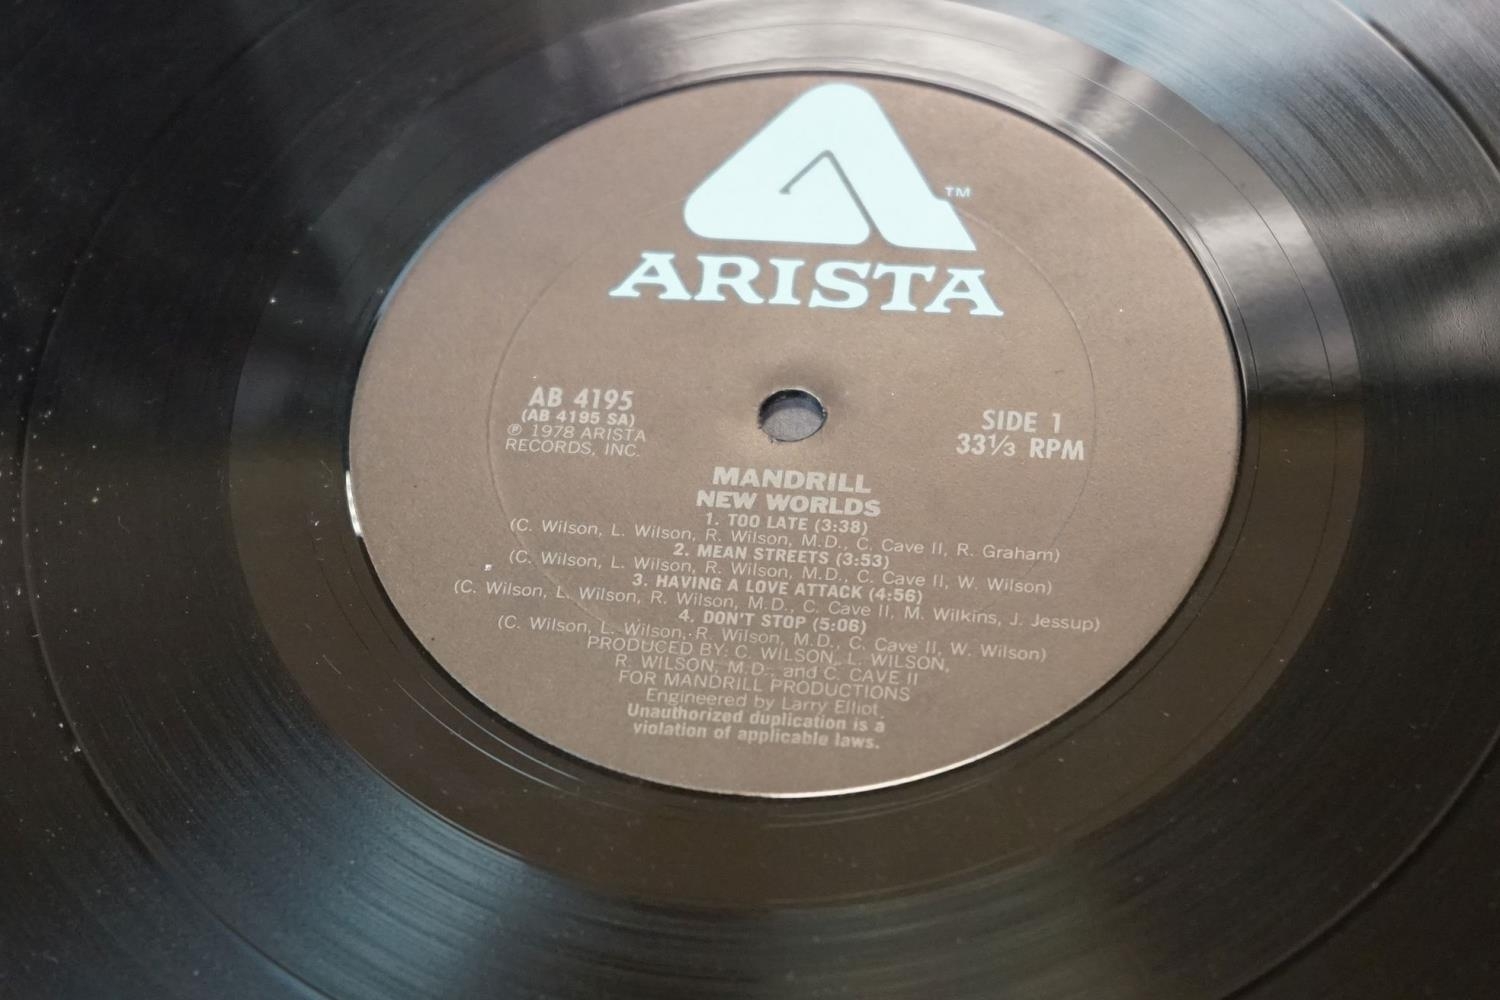 TM
ARISTA
AB 4195
(AB 4195 SA)
℗ 1978 ARISTA
RECORDS, INC.
SIDE 1
33⅓ RPM
MANDRILL
NEW WORLDS
1. TOO LATE (3:38)
(C. Wilson, L. Wilson, R. Wilson, M.D., C. Cave II, R. Graham)
2. MEAN STREETS (3:53)
(C. Wilson, L. Wilson, R. Wilson, M.D., C. Cave II, W. Wilson)
3. HAVING A LOVE ATTACK (4:56)
(C. Wilson, L. Wilson, R. Wilson, M.D., C. Cave II, M. Wilkins, J. Jessup)
4. DON'T STOP (5:06)
(C. Wilson, L. Wilson, R. Wilson, M.D., C. Cave II, W. Wilson)
PRODUCED BY: C. WILSON, L. WILSON,
R. WILSON, M.D., and C. CAVE II
FOR MANDRILL PRODUCTIONS
Engineered by Larry Elliot
Unauthorized duplication is a
violation of applicable laws.